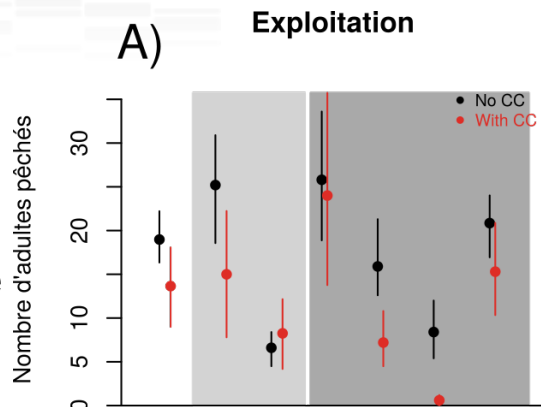 Exploitation
A)
No CC
With CC
Nombre d'adultes pêchés
30
20
10
5
0